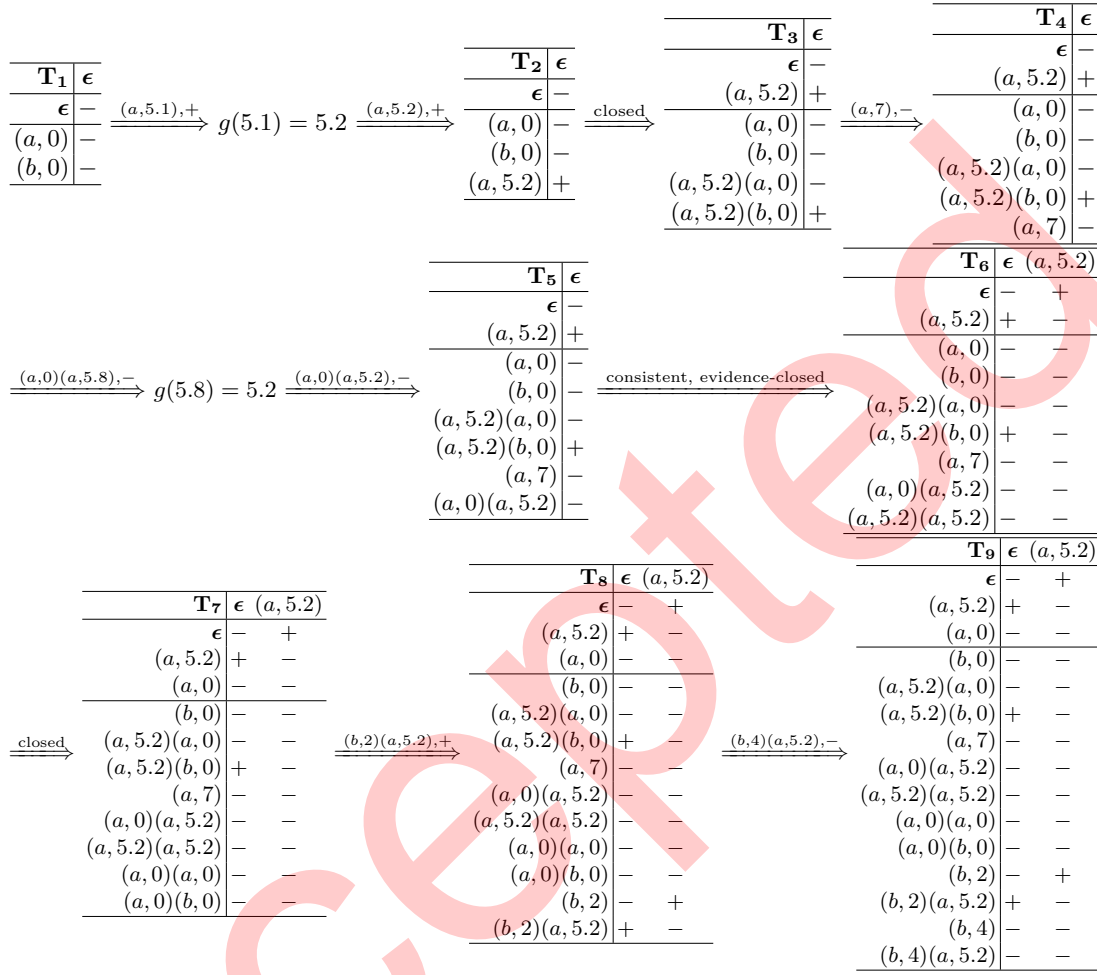 T₁ | ϵ
ϵ | −
(a, 0) | −
(b, 0) | −
(a,5.1),+
g(5.1) = 5.2
(a,5.2),+
T₂ | ϵ
ϵ | −
(a, 0) | −
(b, 0) | −
(a, 5.2) | +
closed
T₃ | ϵ
ϵ | −
(a, 5.2) | +
(a, 0) | −
(b, 0) | −
(a, 5.2)(a, 0) | −
(a, 5.2)(b, 0) | +
(a,7),−
T₄ | ϵ
ϵ | −
(a, 5.2) | +
(a, 0) | −
(b, 0) | −
(a, 5.2)(a, 0) | −
(a, 5.2)(b, 0) | +
(a, 7) | −
(a,0)(a,5.8),−
g(5.8) = 5.2
(a,0)(a,5.2),−
T₅ | ϵ
ϵ | −
(a, 5.2) | +
(a, 0) | −
(b, 0) | −
(a, 5.2)(a, 0) | −
(a, 5.2)(b, 0) | +
(a, 7) | −
(a, 0)(a, 5.2) | −
consistent, evidence-closed
T₆ | ϵ (a, 5.2)
ϵ | − +
(a, 5.2) | + −
(a, 0) | − −
(b, 0) | − −
(a, 5.2)(a, 0) | − −
(a, 5.2)(b, 0) | + −
(a, 7) | − −
(a, 0)(a, 5.2) | − −
(a, 5.2)(a, 5.2) | − −
closed
T₇ | ϵ (a, 5.2)
ϵ | − +
(a, 5.2) | + −
(a, 0) | − −
(b, 0) | − −
(a, 5.2)(a, 0) | − −
(a, 5.2)(b, 0) | + −
(a, 7) | − −
(a, 0)(a, 5.2) | − −
(a, 5.2)(a, 5.2) | − −
(a, 0)(a, 0) | − −
(a, 0)(b, 0) | − −
(b,2)(a,5.2),+
T₈ | ϵ (a, 5.2)
ϵ | − +
(a, 5.2) | + −
(a, 0) | − −
(b, 0) | − −
(a, 5.2)(a, 0) | − −
(a, 5.2)(b, 0) | + −
(a, 7) | − −
(a, 0)(a, 5.2) | − −
(a, 5.2)(a, 5.2) | − −
(a, 0)(a, 0) | − −
(a, 0)(b, 0) | − −
(b, 2) | − +
(b, 2)(a, 5.2) | + −
(b,4)(a,5.2),−
T₉ | ϵ (a, 5.2)
ϵ | − +
(a, 5.2) | + −
(a, 0) | − −
(b, 0) | − −
(a, 5.2)(a, 0) | − −
(a, 5.2)(b, 0) | + −
(a, 7) | − −
(a, 0)(a, 5.2) | − −
(a, 5.2)(a, 5.2) | − −
(a, 0)(a, 0) | − −
(a, 0)(b, 0) | − −
(b, 2) | − +
(b, 2)(a, 5.2) | + −
(b, 4) | − −
(b, 4)(a, 5.2) | − −
cepted